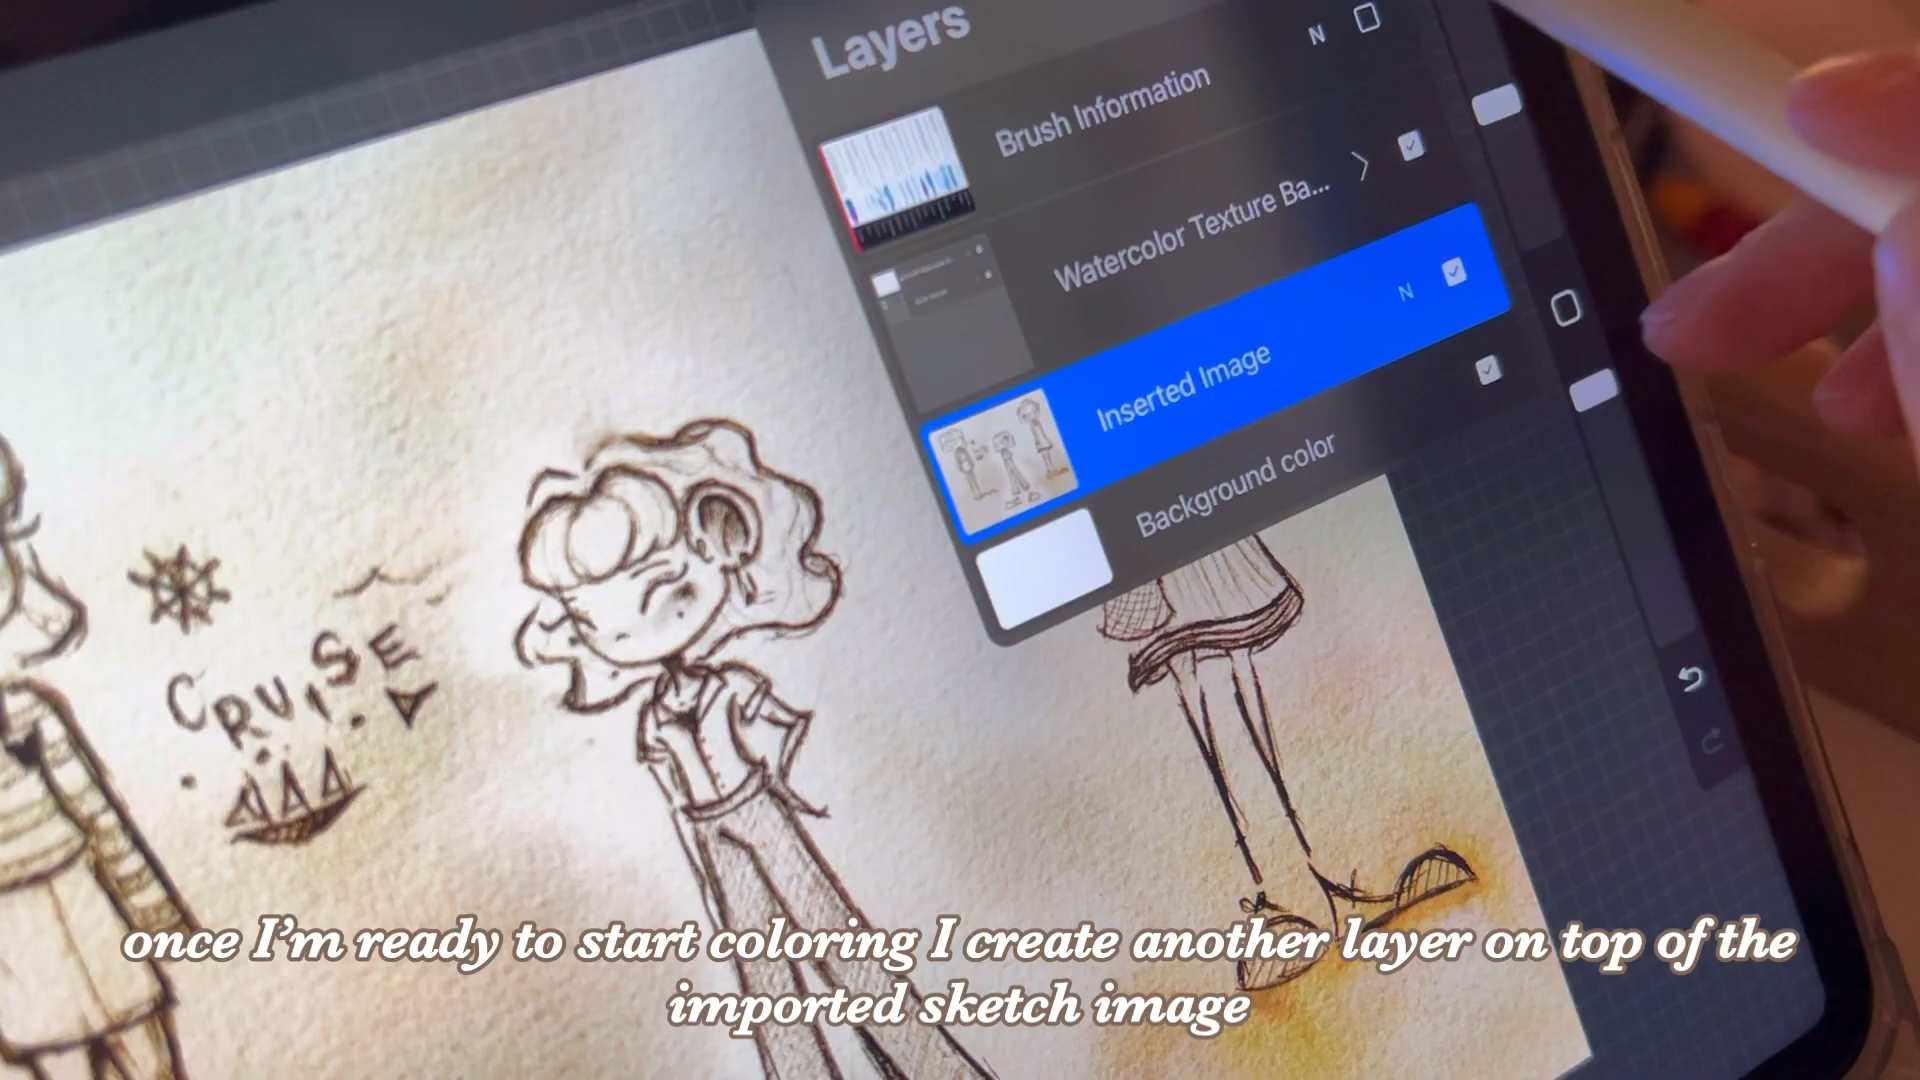 Layers
Brush Information
N
Watercolor Texture Ba...
Inserted Image
N
Background color
CRUISE
once I'm ready to start coloring I create another layer on top of the
imported sketch image